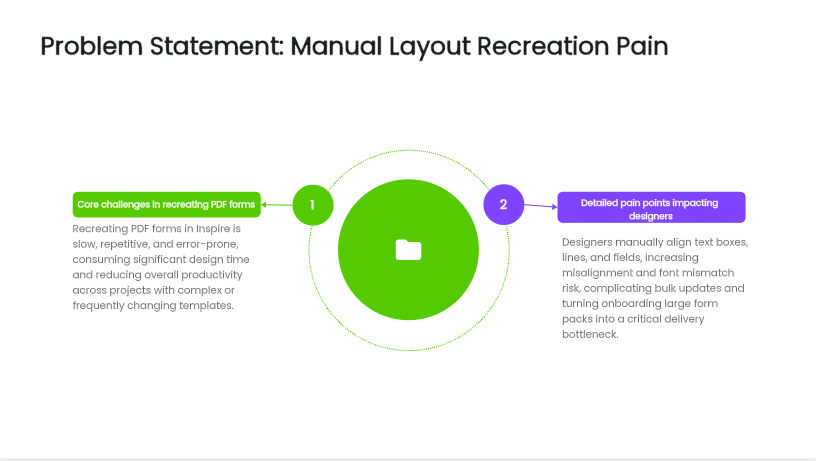 Problem Statement: Manual Layout Recreation Pain
Core challenges in recreating PDF forms
1
Recreating PDF forms in Inspire is
slow, repetitive, and error-prone,
consuming significant design time
and reducing overall productivity
across projects with complex or
frequently changing templates.
2
Detailed pain points impacting
designers
Designers manually align text boxes,
lines, and fields, increasing
misalignment and font mismatch
risk, complicating bulk updates and
turning onboarding large form
packs into a critical delivery
bottleneck.